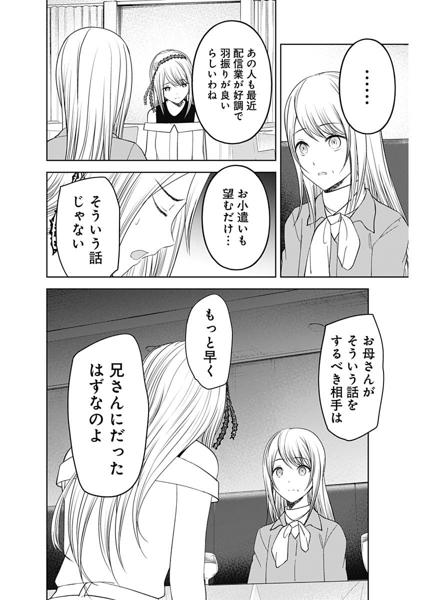 ・・・・・・
あの人も最近
配信業が好調で
羽振りが良い
らしいわね
お小遣いも
望むだけ…
そういう話
じゃない
お母さんが
そういう話を
するべき相手は
もっと早く
兄さんにだった
はずなのよ